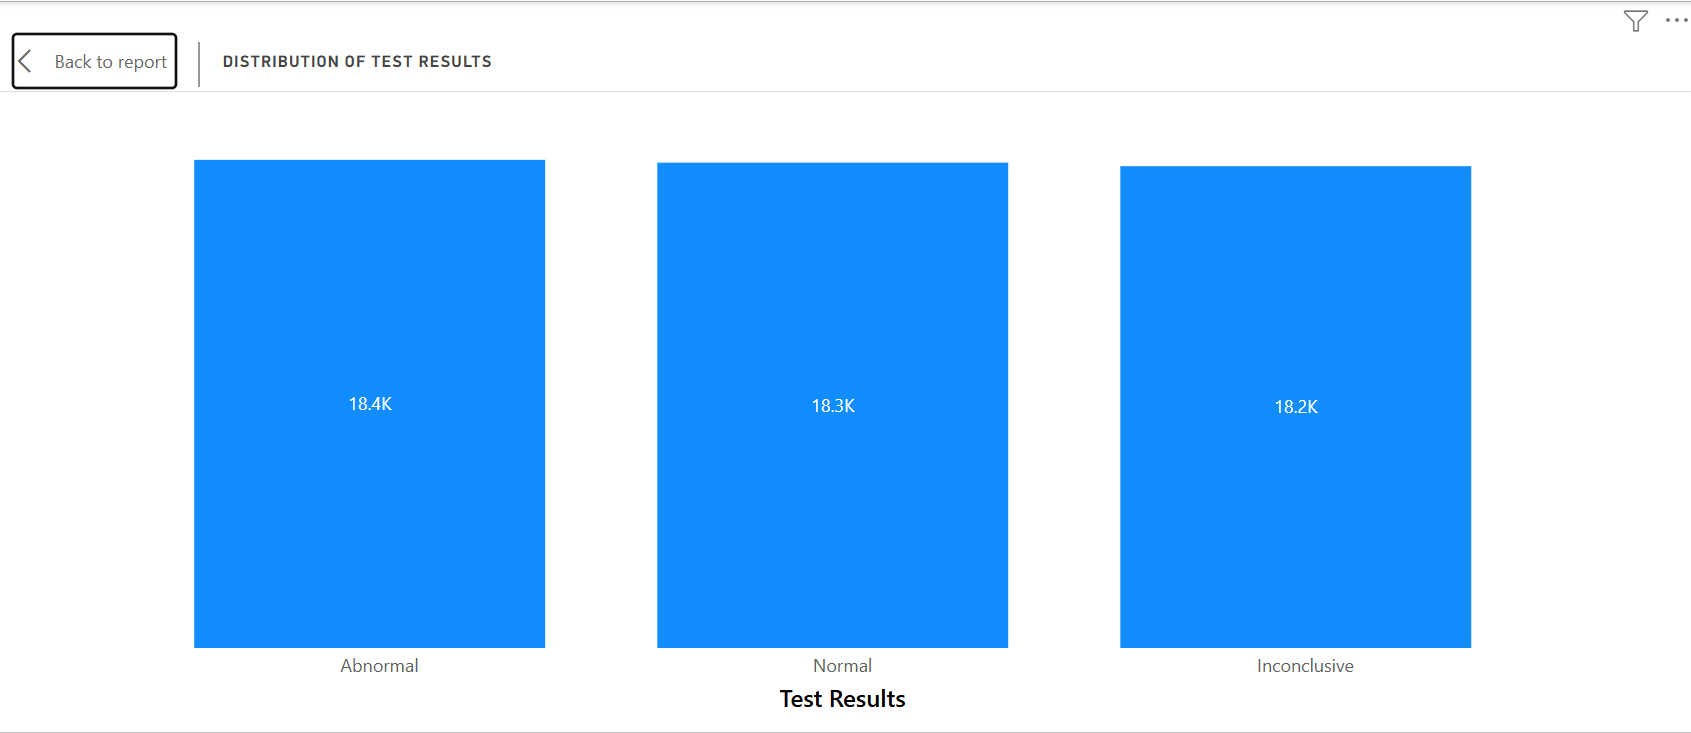 Back to report
DISTRIBUTION OF TEST RESULTS
18.4K
18.3K
18.2K
Abnormal
Normal
Inconclusive
Test Results